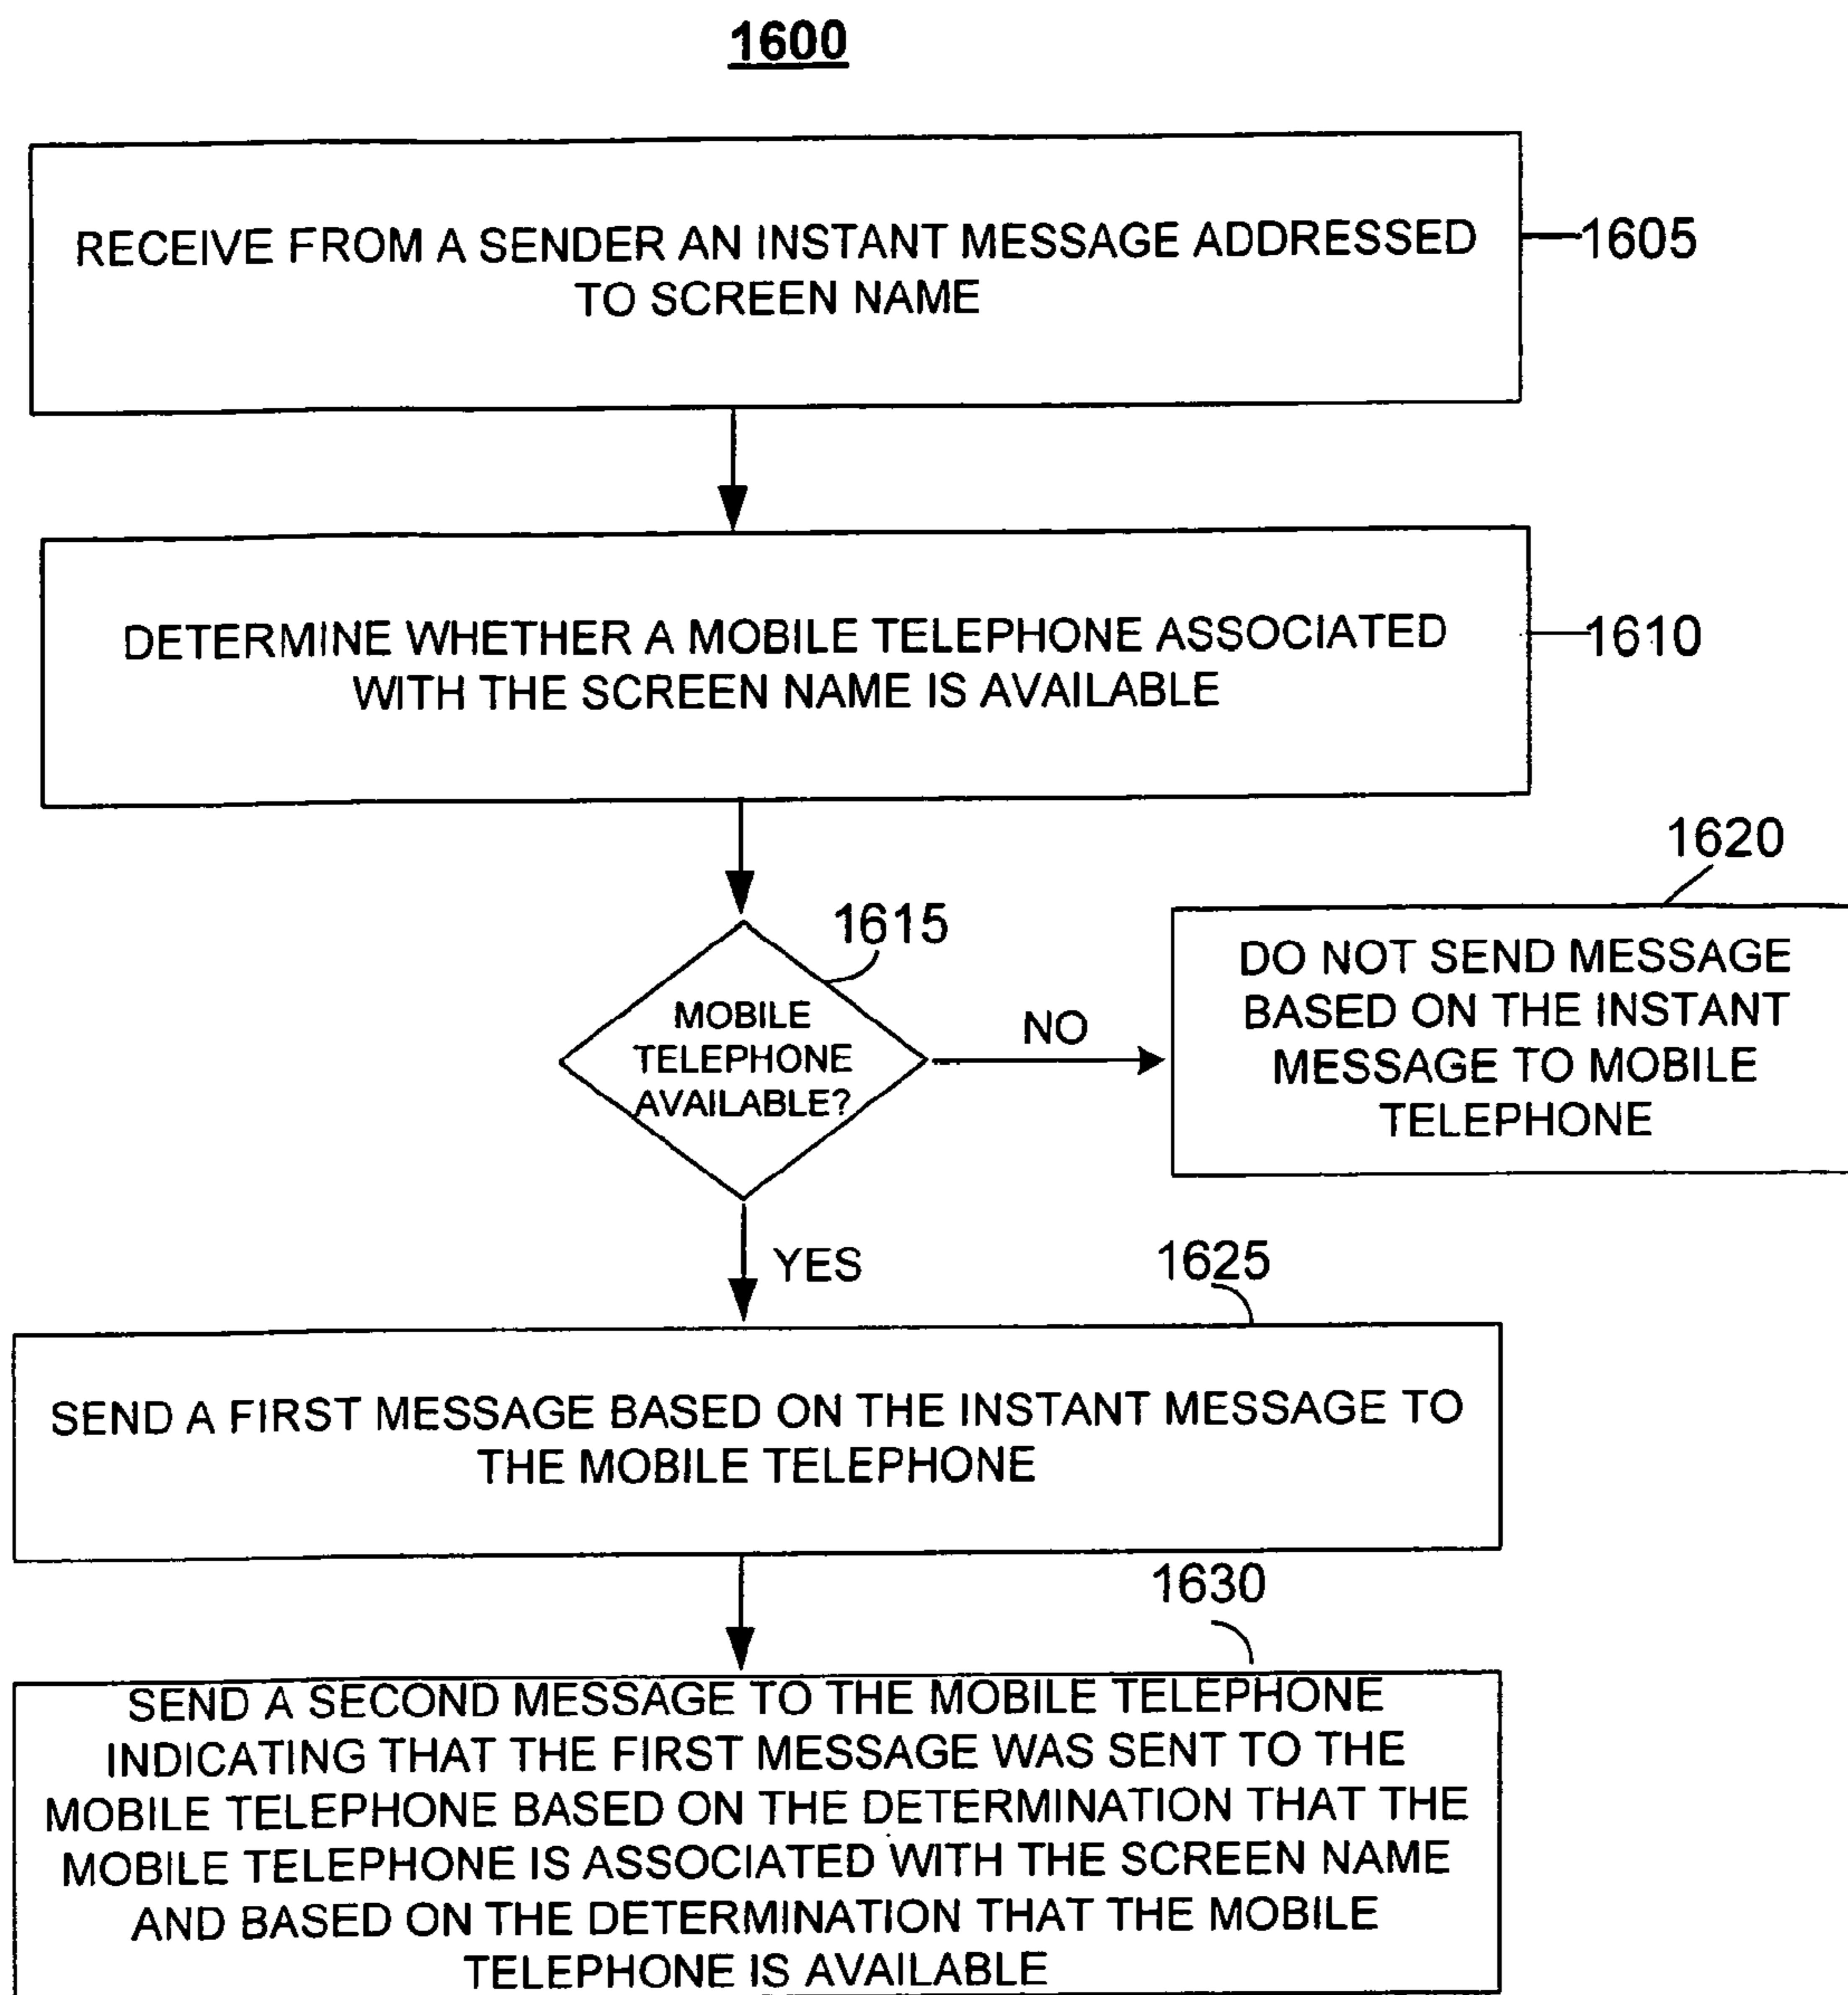 1600
RECEIVE FROM A SENDER AN INSTANT MESSAGE ADDRESSED
TO SCREEN NAME
1605
DETERMINE WHETHER A MOBILE TELEPHONE ASSOCIATED
WITH THE SCREEN NAME IS AVAILABLE
1610
1615
MOBILE
TELEPHONE
AVAILABLE?
NO
1620
DO NOT SEND MESSAGE
BASED ON THE INSTANT
MESSAGE TO MOBILE
TELEPHONE
YES
1625
SEND A FIRST MESSAGE BASED ON THE INSTANT MESSAGE TO
THE MOBILE TELEPHONE
1630
SEND A SECOND MESSAGE TO THE MOBILE TELEPHONE
INDICATING THAT THE FIRST MESSAGE WAS SENT TO THE
MOBILE TELEPHONE BASED ON THE DETERMINATION THAT THE
MOBILE TELEPHONE IS ASSOCIATED WITH THE SCREEN NAME
AND BASED ON THE DETERMINATION THAT THE MOBILE
TELEPHONE IS AVAILABLE